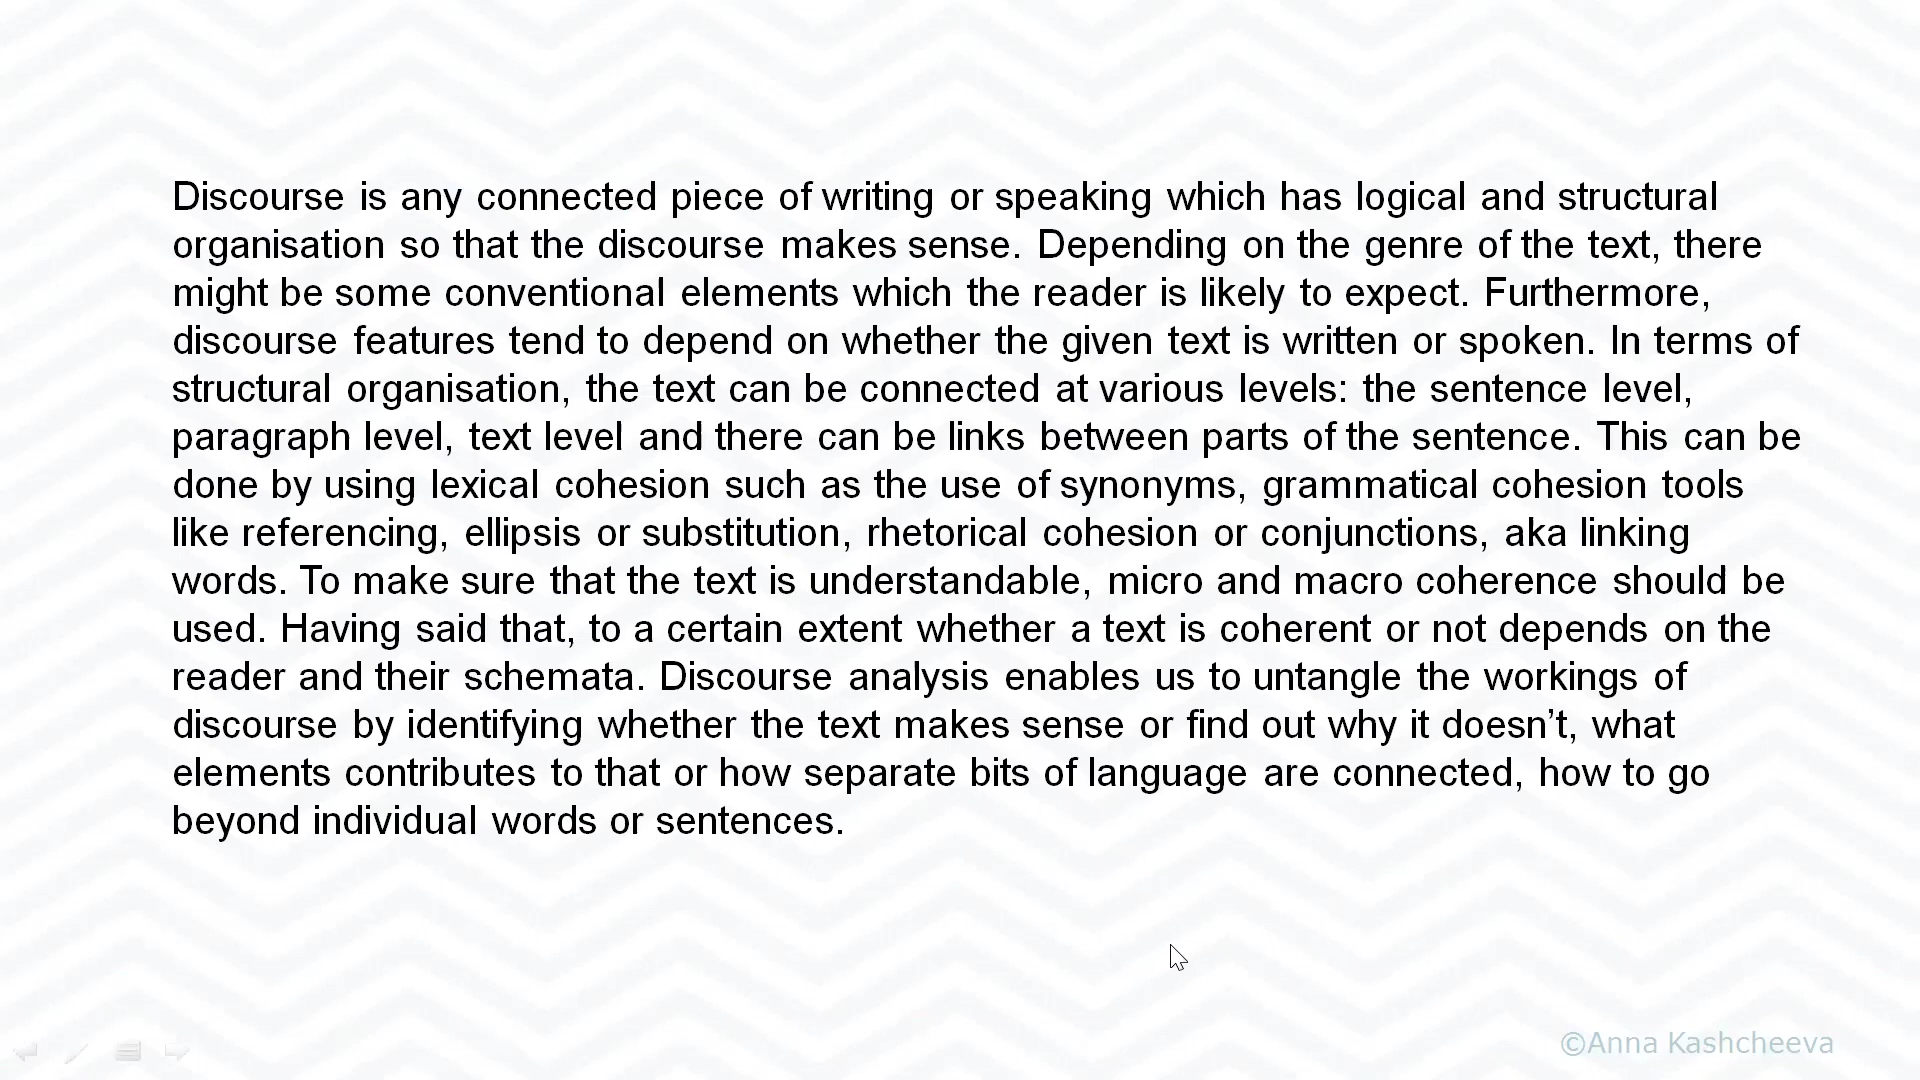 Discourse is any connected piece of writing or speaking which has logical and structural
organisation so that the discourse makes sense. Depending on the genre of the text, there
might be some conventional elements which the reader is likely to expect. Furthermore,
discourse features tend to depend on whether the given text is written or spoken. In terms of
structural organisation, the text can be connected at various levels: the sentence level,
paragraph level, text level and there can be links between parts of the sentence. This can be
done by using lexical cohesion such as the use of synonyms, grammatical cohesion tools
like referencing, ellipsis or substitution, rhetorical cohesion or conjunctions, aka linking
words. To make sure that the text is understandable, micro and macro coherence should be
used. Having said that, to a certain extent whether a text is coherent or not depends on the
reader and their schemata. Discourse analysis enables us to untangle the workings of
discourse by identifying whether the text makes sense or find out why it doesn’t, what
elements contributes to that or how separate bits of language are connected, how to go
beyond individual words or sentences.
©Anna Kashcheeva